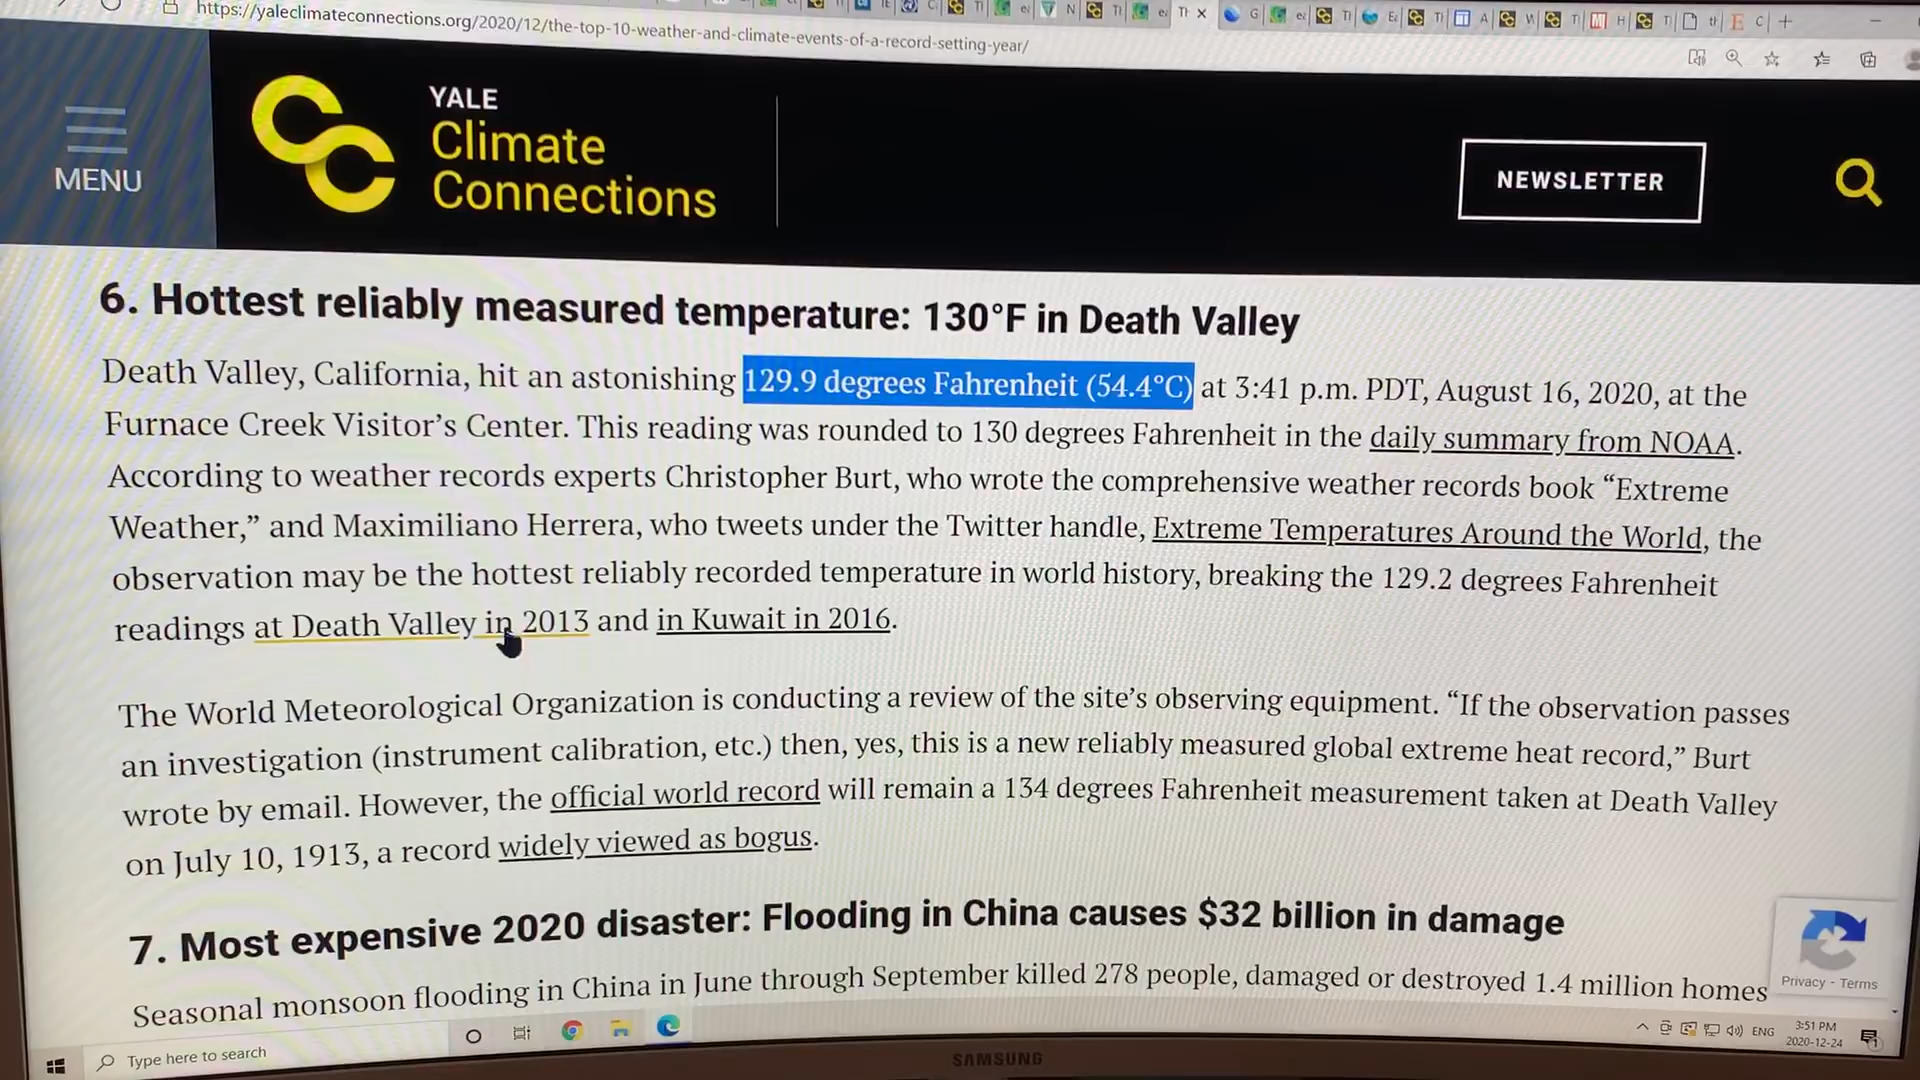 https://yaleclimateconnections.org/2020/12/the-top-10-weather-and-climate-events-of-a-record-setting-year/
MENU
YALE
Climate
Connections
NEWSLETTER
6. Hottest reliably measured temperature: 130°F in Death Valley
Death Valley, California, hit an astonishing 129.9 degrees Fahrenheit (54.4°C) at 3:41 p.m. PDT, August 16, 2020, at the
Furnace Creek Visitor’s Center. This reading was rounded to 130 degrees Fahrenheit in the daily summary from NOAA.
According to weather records experts Christopher Burt, who wrote the comprehensive weather records book “Extreme
Weather,” and Maximiliano Herrera, who tweets under the Twitter handle, Extreme Temperatures Around the World, the
observation may be the hottest reliably recorded temperature in world history, breaking the 129.2 degrees Fahrenheit
readings at Death Valley in 2013 and in Kuwait in 2016.
The World Meteorological Organization is conducting a review of the site’s observing equipment. “If the observation passes
an investigation (instrument calibration, etc.) then, yes, this is a new reliably measured global extreme heat record,” Burt
wrote by email. However, the official world record will remain a 134 degrees Fahrenheit measurement taken at Death Valley
on July 10, 1913, a record widely viewed as bogus.
7. Most expensive 2020 disaster: Flooding in China causes $32 billion in damage
Seasonal monsoon flooding in China in June through September killed 278 people, damaged or destroyed 1.4 million homes
Privacy - Terms
Type here to search
ENG
3:51 PM
2020-12-24
SAMSUNG